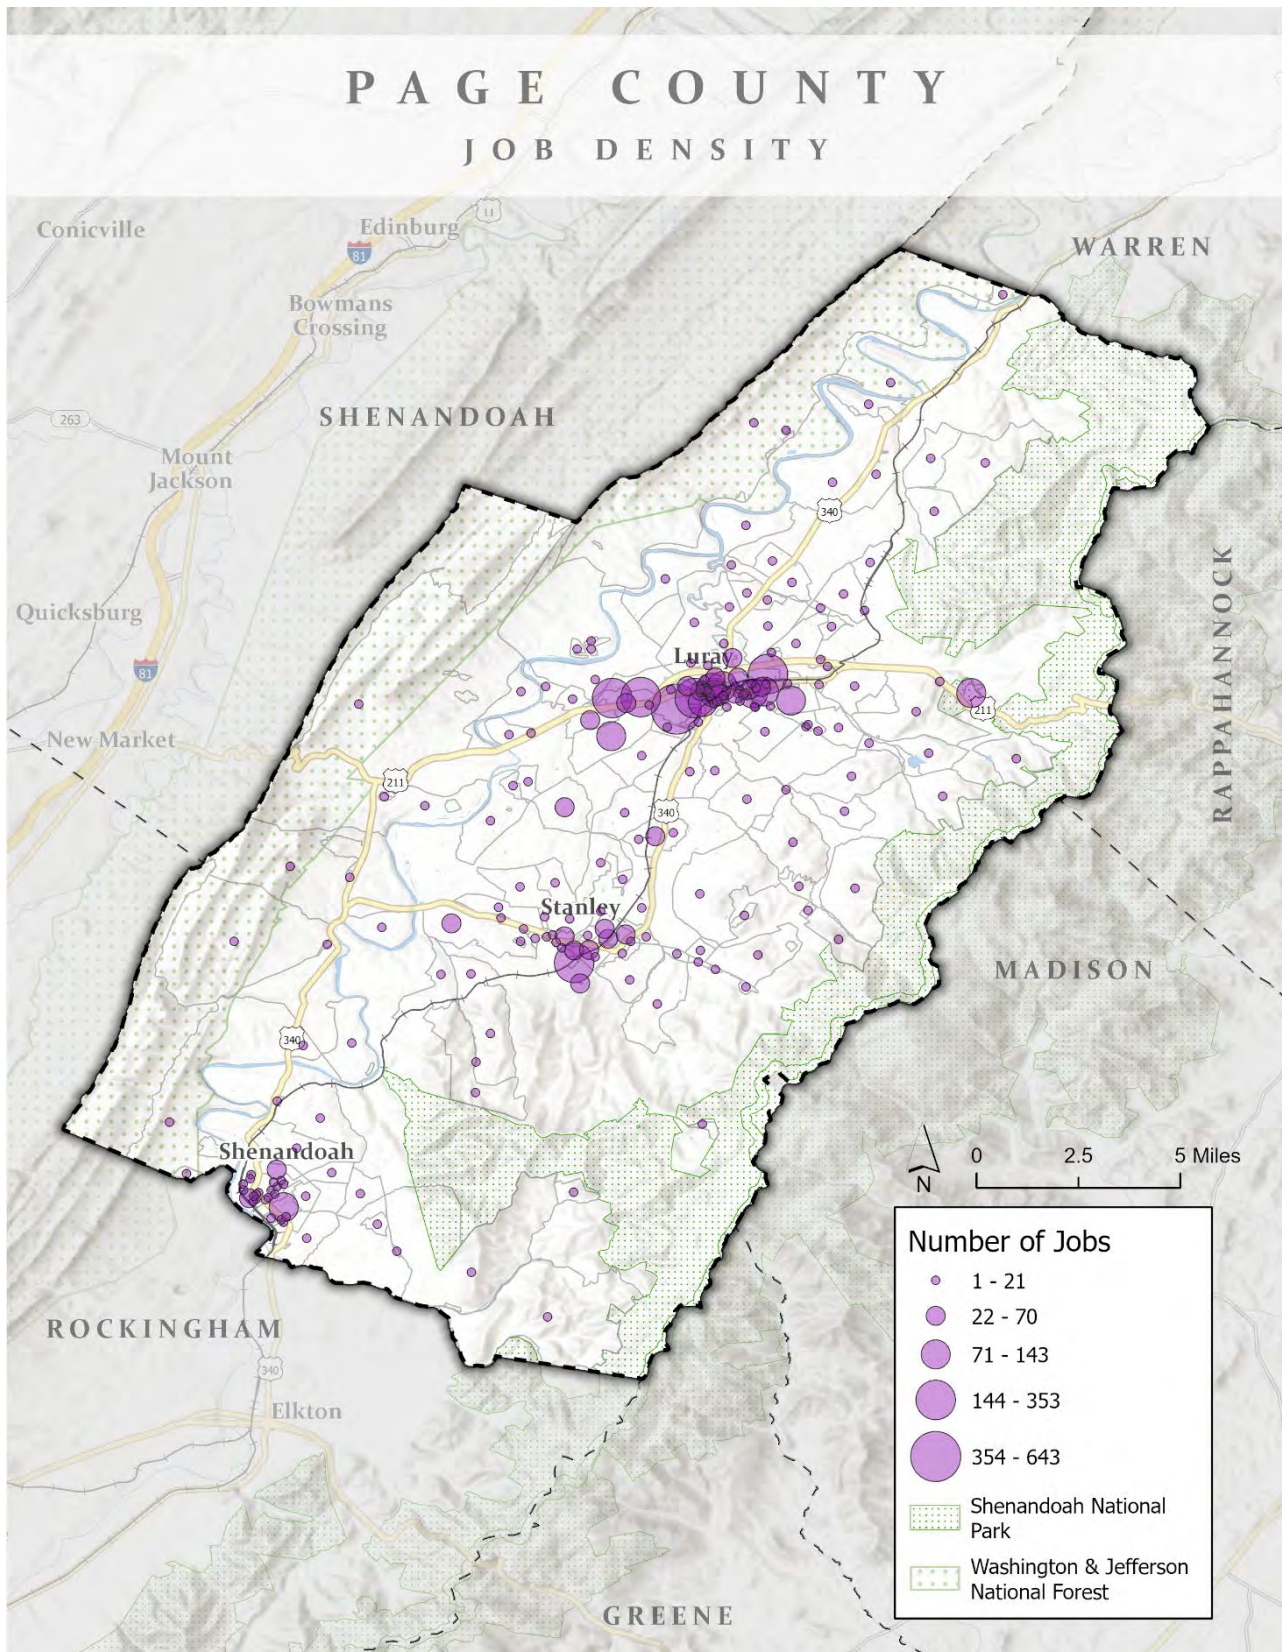 PAGE COUNTY
JOB DENSITY
11
Conicville
Edinburg
81
WARREN
Bowmans
Crossing
SHENANDOAH
263
Mount
Jackson
340
RAPPAHANNOCK
Quicksburg
Luray
81
211
New Market
211
340
Stanley
MADISON
340
Shenandoah
0 2.5 5 Miles
N
Number of Jobs
1 - 21
22 - 70
71 - 143
144 - 353
354 - 643
Shenandoah National
Park
Washington & Jefferson
National Forest
ROCKINGHAM
340
Elkton
GREENE